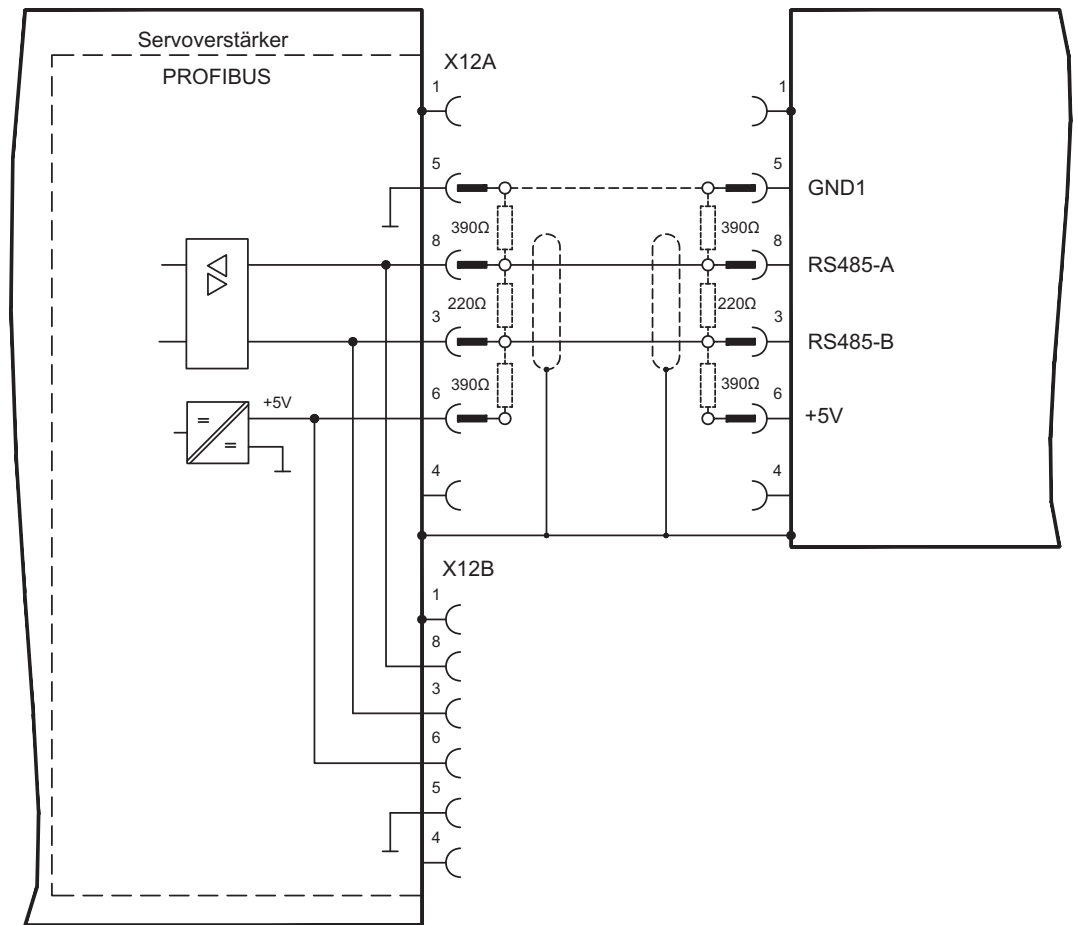 Servoverstärker
PROFIBUS
X12A
1
1
5
5
GND1
390Ω
390Ω
8
8
RS485-A
220Ω
220Ω
3
3
RS485-B
390Ω
390Ω
6
6
+5V
+5V
=
=
4
4
X12B
1
8
3
6
5
4